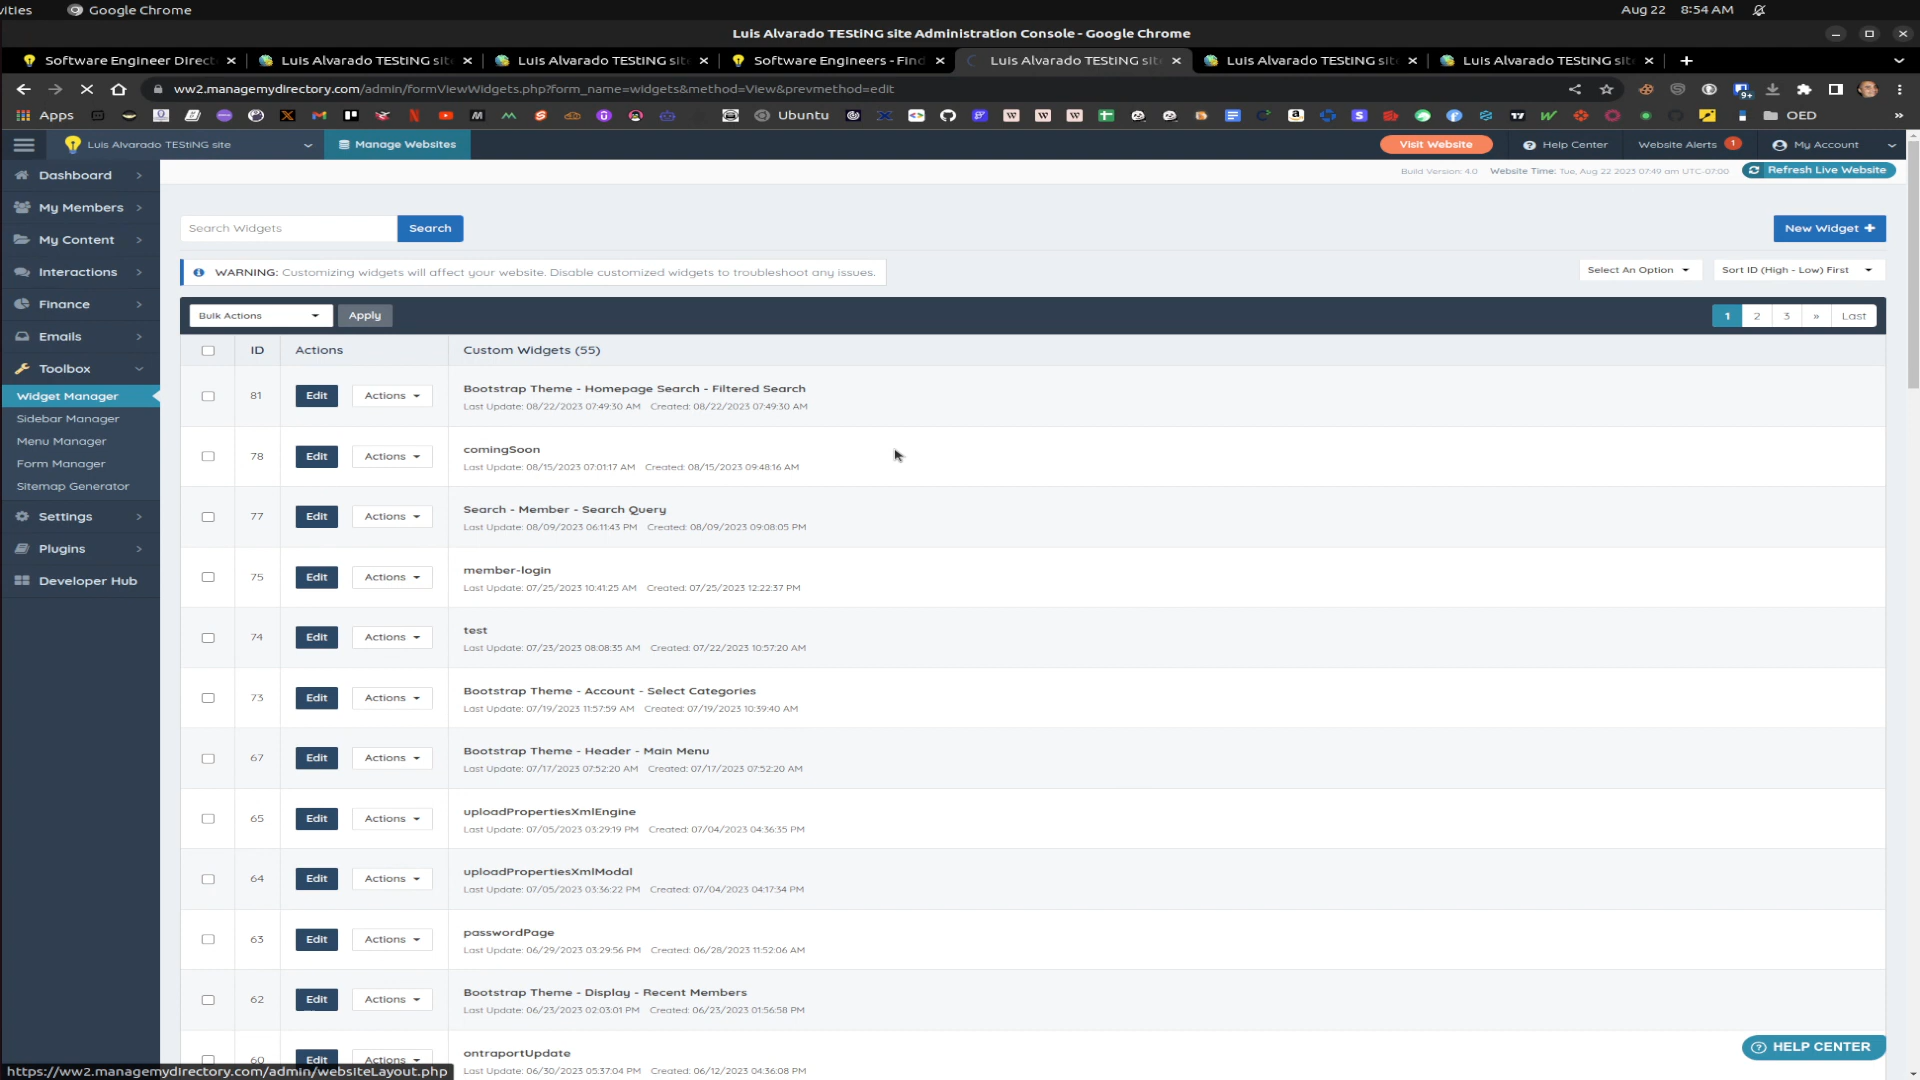 vities Google Chrome Aug 22 8:54 AM
Luis Alvarado TEStiNG site Administration Console - Google Chrome
Software Engineer Direct Luis Alvarado TEStiNG sit Luis Alvarado TEStiNG sit Software Engineers - Find Luis Alvarado TEStiNG sit Luis Alvarado TEStiNG sit Luis Alvarado TEStiNG sit
ww2.managemydirectory.com/admin/formViewWidgets.php?form_name=widgets&method=View&prevmethod=edit
Apps Ubuntu OED »
Luis Alvarado TEStiNG site Manage Websites Visit Website Help Center Website Alerts 1 My Account
Build Version: 4.0 Website Time: Tue, Aug 22 2023 07:49 am UTC-07:00 Refresh Live Website
Dashboard
My Members
My Content
Interactions
Finance
Emails
Toolbox
Widget Manager
Sidebar Manager
Menu Manager
Form Manager
Sitemap Generator
Settings
Plugins
Developer Hub
Search Widgets Search New Widget +
WARNING: Customizing widgets will affect your website. Disable customized widgets to troubleshoot any issues. Select An Option Sort ID (High - Low) First
Bulk Actions Apply 1 2 3 » Last
ID Actions Custom Widgets (55)
81 Edit Actions Bootstrap Theme - Homepage Search - Filtered Search
Last Update: 08/22/2023 07:49:30 AM Created: 08/22/2023 07:49:30 AM
78 Edit Actions comingSoon
Last Update: 08/15/2023 07:01:17 AM Created: 08/15/2023 09:48:16 AM
77 Edit Actions Search - Member - Search Query
Last Update: 08/09/2023 06:11:43 PM Created: 08/09/2023 09:08:05 PM
75 Edit Actions member-login
Last Update: 07/25/2023 10:41:25 AM Created: 07/25/2023 12:22:37 PM
74 Edit Actions test
Last Update: 07/23/2023 08:08:35 AM Created: 07/22/2023 10:57:20 AM
73 Edit Actions Bootstrap Theme - Account - Select Categories
Last Update: 07/19/2023 11:57:59 AM Created: 07/19/2023 10:39:40 AM
67 Edit Actions Bootstrap Theme - Header - Main Menu
Last Update: 07/17/2023 07:52:20 AM Created: 07/17/2023 07:52:20 AM
65 Edit Actions uploadPropertiesXmlEngine
Last Update: 07/05/2023 03:29:19 PM Created: 07/04/2023 04:36:35 PM
64 Edit Actions uploadPropertiesXmlModal
Last Update: 07/05/2023 03:36:22 PM Created: 07/04/2023 04:17:34 PM
63 Edit Actions passwordPage
Last Update: 06/29/2023 03:29:56 PM Created: 06/28/2023 11:52:06 AM
62 Edit Actions Bootstrap Theme - Display - Recent Members
Last Update: 06/23/2023 02:03:01 PM Created: 06/23/2023 01:56:58 PM
60 Edit Actions ontraportUpdate
Last Update: 06/30/2023 05:37:04 PM Created: 06/12/2023 04:36:08 PM
HELP CENTER
https://ww2.managemydirectory.com/admin/websiteLayout.php